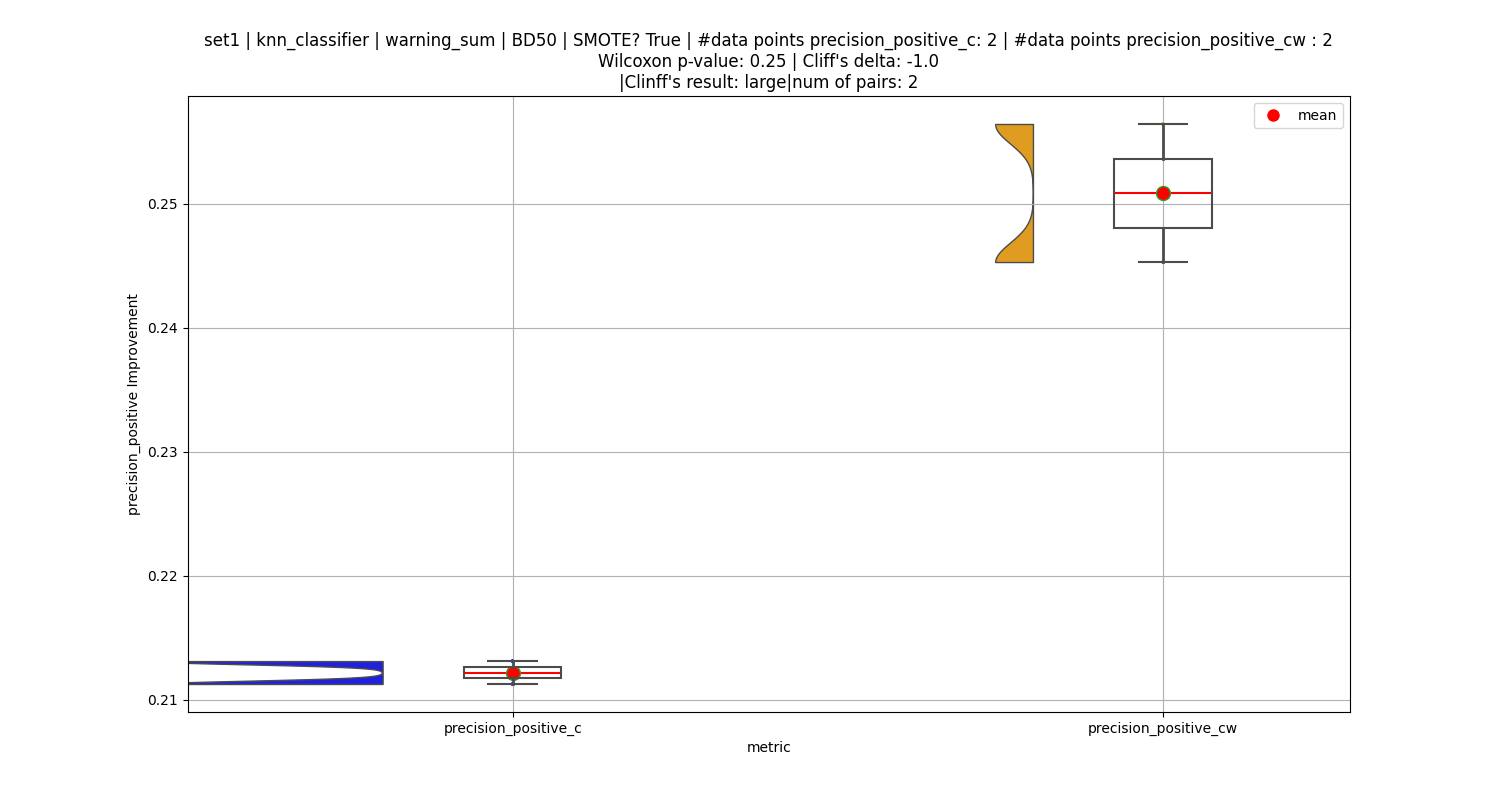 set1 | knn_classifier | warning_sum | BD50 | SMOTE? True | #data points precision_positive_c: 2 | #data points precision_positive_cw : 2
Wilcoxon p-value: 0.25 | Cliff's delta: -1.0
|Clinff's result: large|num of pairs: 2
mean
precision_positive Improvement
0.25
0.24
0.23
0.22
0.21
precision_positive_c
precision_positive_cw
metric